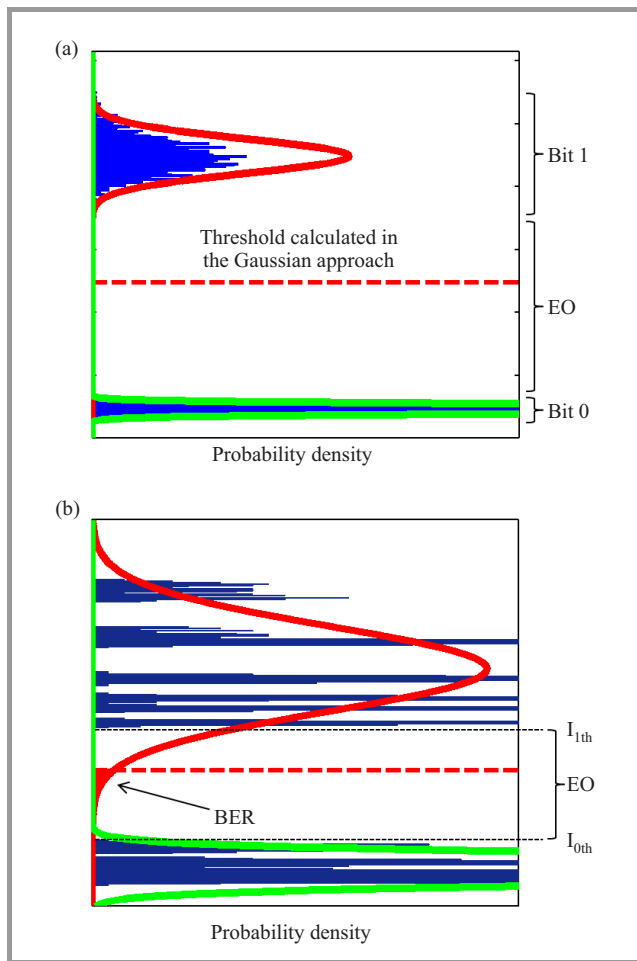 (a)
Bit 1
Threshold calculated in
the Gaussian approach
EO
Bit 0
Probability density
(b)
I1th
EO
BER
I0th
Probability density